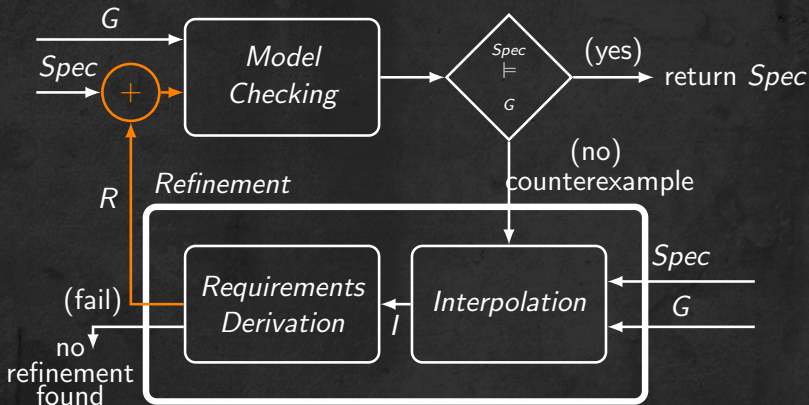 G
Spec
+
Model
Checking
Spec
⊨
G
(yes)
return Spec
(no)
counterexample
Refinement
R
Requirements
Derivation
I
Interpolation
Spec
G
(fail)
no
refinement
found